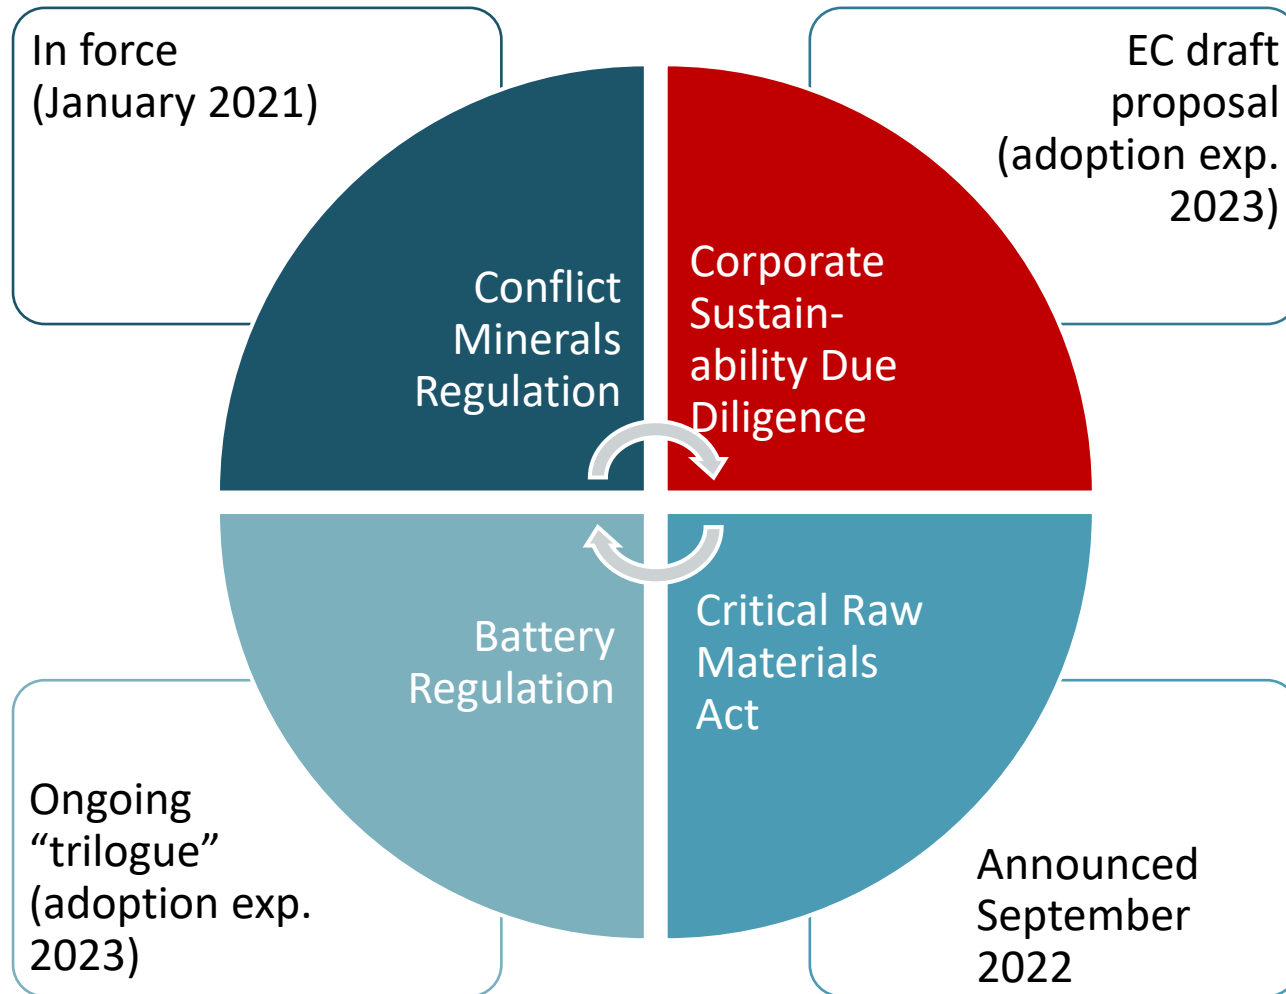 In force
(January 2021)
EC draft
proposal
(adoption exp.
2023)
Conflict
Minerals
Regulation
Corporate
Sustain-
ability Due
Diligence
Battery
Regulation
Critical Raw
Materials
Act
Ongoing
“trilogue”
(adoption exp.
2023)
Announced
September
2022